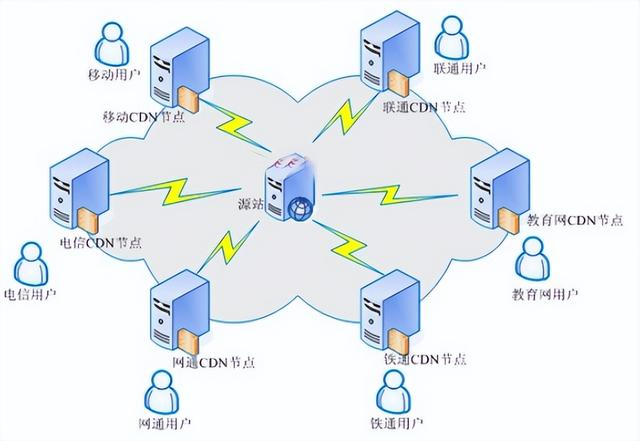 移动用户
联通用户
移动CDN节点
联通CDN节点
源站
教育网CDN节点
电信CDN节点
电信用户
教育网用户
网通CDN节点
铁通CDN节点
网通用户
铁通用户